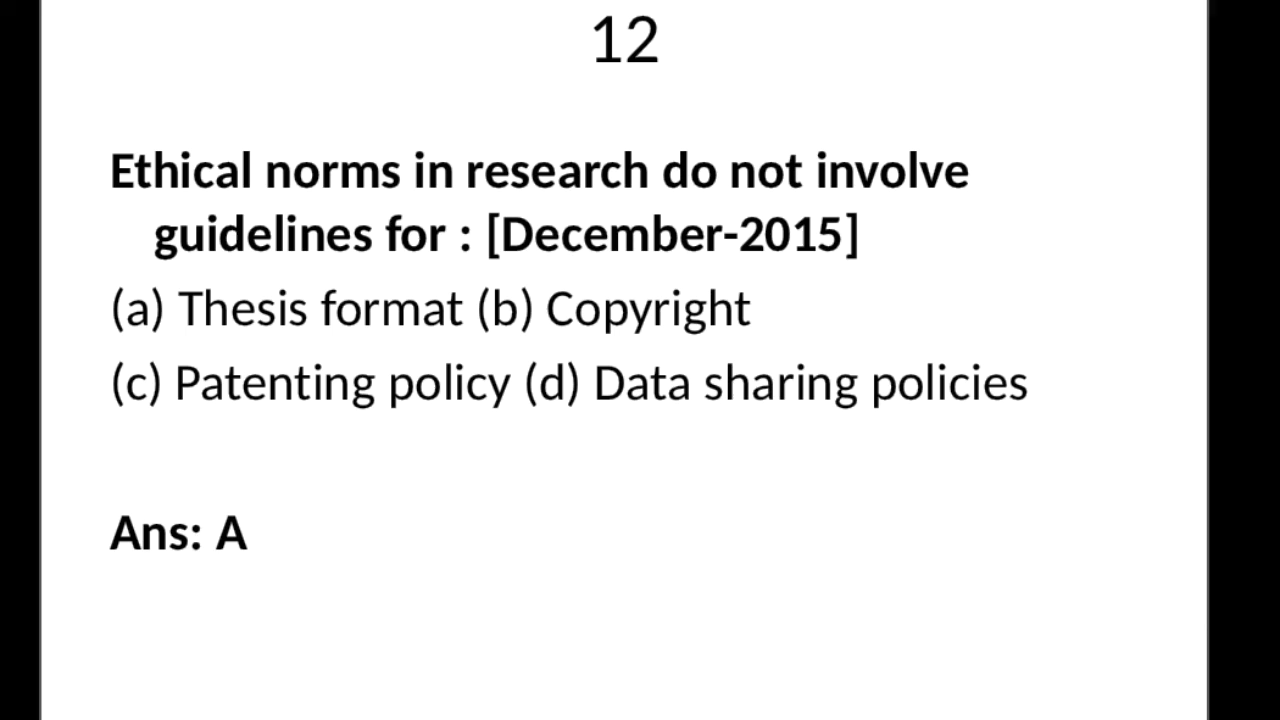 12
Ethical norms in research do not involve
guidelines for : [December-2015]
(a) Thesis format (b) Copyright
(c) Patenting policy (d) Data sharing policies
Ans: A